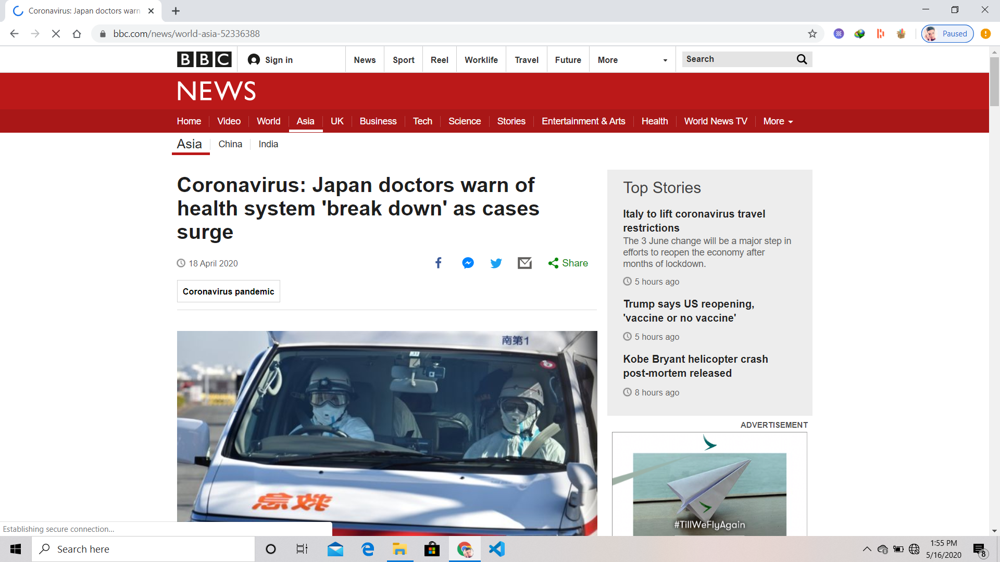 Coronavirus: Japan doctors warn
bbc.com/news/world-asia-52336388
Paused
BBC
Sign in
News
Sport
Reel
Worklife
Travel
Future
More
Search
NEWS
Home
Video
World
Asia
UK
Business
Tech
Science
Stories
Entertainment & Arts
Health
World News TV
More
Asia
China
India
Coronavirus: Japan doctors warn of
health system 'break down' as cases
surge
18 April 2020
Share
Coronavirus pandemic
南第1
Top Stories
Italy to lift coronavirus travel
restrictions
The 3 June change will be a major step in
efforts to reopen the economy after
months of lockdown.
5 hours ago
Trump says US reopening,
'vaccine or no vaccine'
5 hours ago
Kobe Bryant helicopter crash
post-mortem released
8 hours ago
ADVERTISEMENT
#TillWeFlyAgain
Establishing secure connection...
Search here
1:55 PM
5/16/2020
8